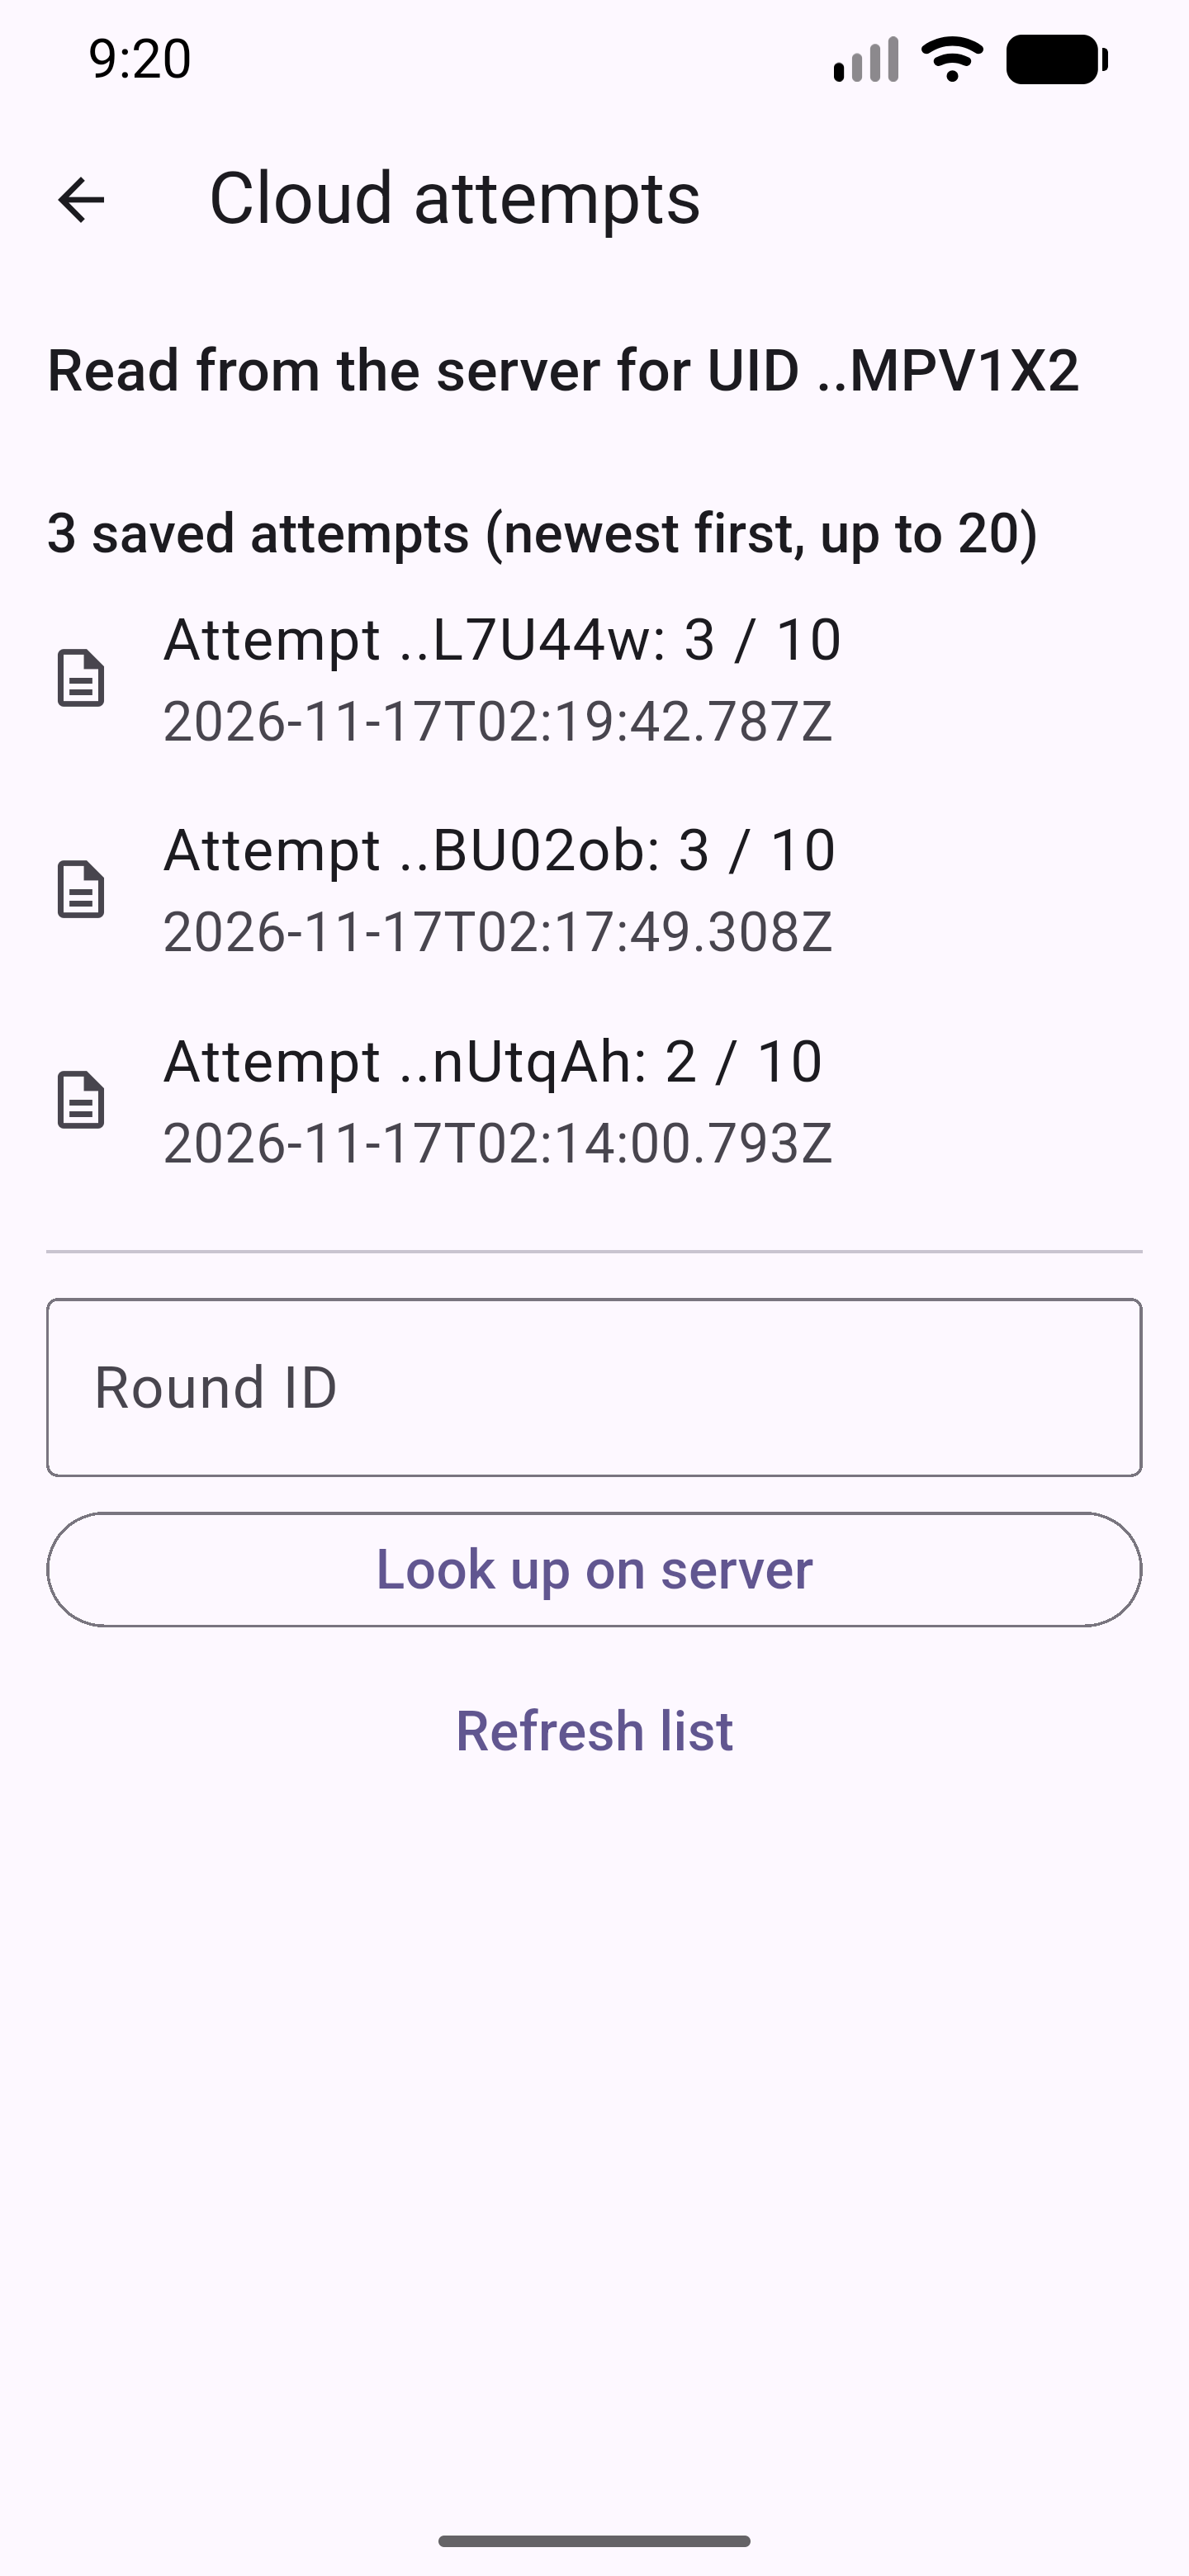 9:20
Cloud attempts
Read from the server for UID ..MPV1X2
3 saved attempts (newest first, up to 20)
Attempt ..L7U44w: 3 / 10
2026-11-17T02:19:42.787Z
Attempt ..BU02ob: 3 / 10
2026-11-17T02:17:49.308Z
Attempt ..nUtqAh: 2 / 10
2026-11-17T02:14:00.793Z
Round ID
Look up on server
Refresh list